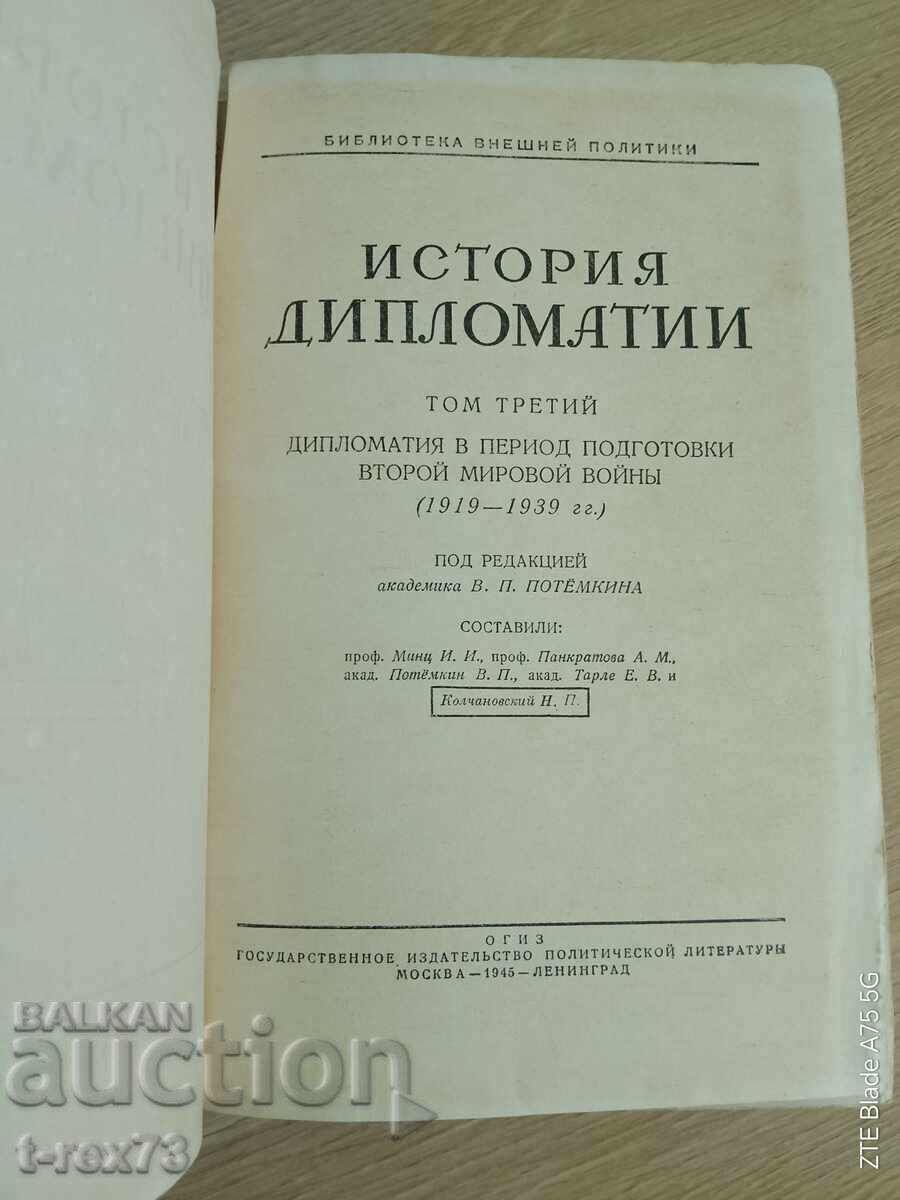 БИБЛИОТЕКА ВНЕШНЕЙ ПОЛИТИКИ
ИСТОРИЯ
ДИПЛОМАТИИ
ТОМ ТРЕТИЙ
ДИПЛОМАТИЯ В ПЕРИОД ПОДГОТОВКИ
ВТОРОЙ МИРОВОЙ ВОЙНЫ
(1919—1939 гг.)
ПОД РЕДАКЦИЕЙ
академика В. П. ПОТЁМКИНА
СОСТАВИЛИ:
проф. Минц И. И., проф. Панкратова А. М.,
акад. Потёмкин В. П., акад. Тарле Е. В. и
Колчановский Н. П.
ОГИЗ
ГОСУДАРСТВЕННОЕ ИЗДАТЕЛЬСТВО ПОЛИТИЧЕСКОЙ ЛИТЕРАТУРЫ
МОСКВА—1945—ЛЕНИНГРАД
BALKAN
auction
t-rex73
ZTE Blade A75 5G